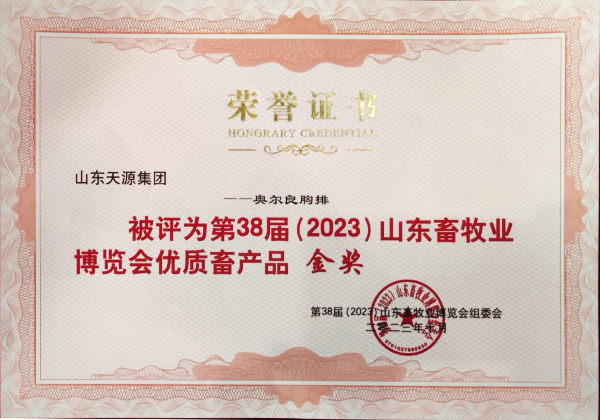 荣誉证书
HONORARY CREDENTIAL
山东天源集团
——奥尔良胸排
被评为第38届(2023)山东畜牧业
博览会优质畜产品 金奖
第38届(2023)山东畜牧业博览会组委会
二〇二三年十月